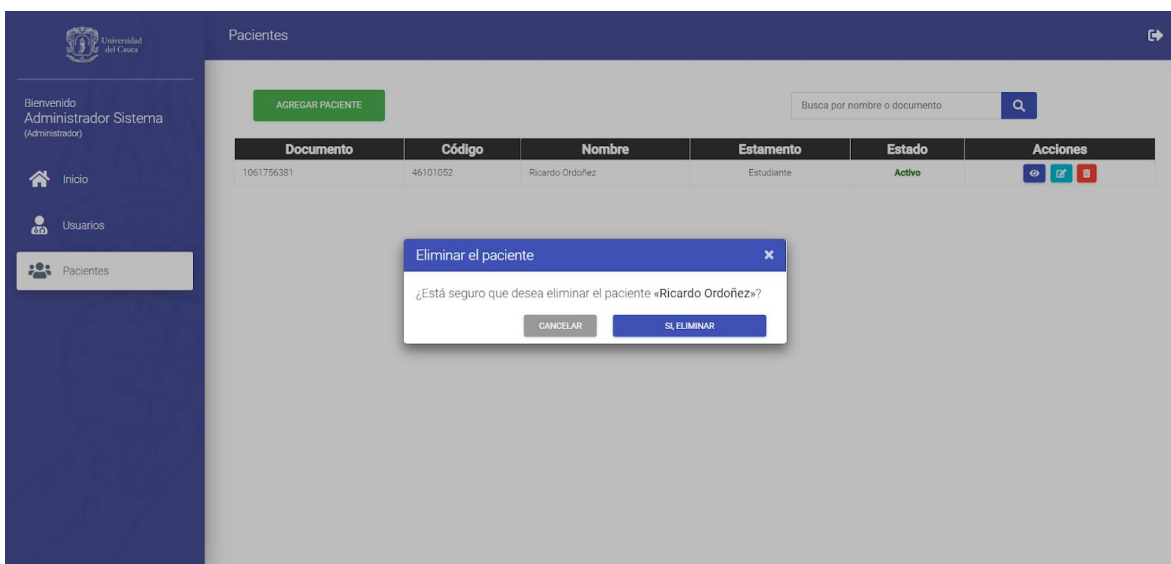 Universidad
del Cauca
Pacientes
Bienvenido
Administrador Sistema
(Administrador)
Inicio
Usuarios
Pacientes
AGREGAR PACIENTE
Busca por nombre o documento
Documento Código Nombre Estamento Estado Acciones
1061756381 46101052 Ricardo Ordoñez Estudiante Activo
Eliminar el paciente
¿Está seguro que desea eliminar el paciente «Ricardo Ordoñez»?
CANCELAR SI, ELIMINAR